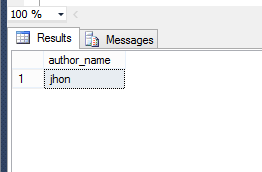 100 %
Results Messages
author_name
1 jhon